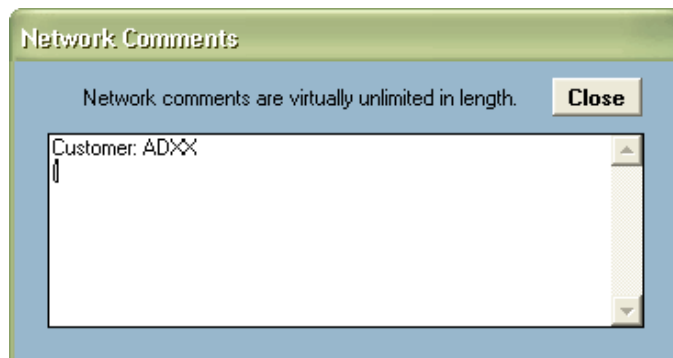 Network Comments
Network comments are virtually unlimited in length.
Close
Customer: ADXX